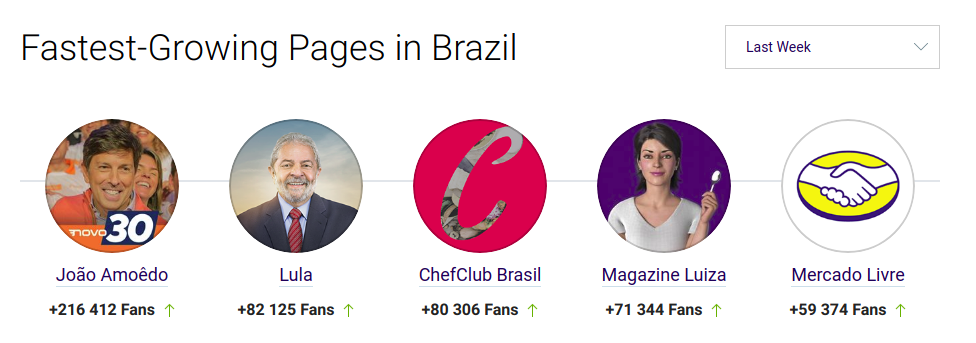 Fastest-Growing Pages in Brazil
Last Week
NOVO 30
João Amoêdo
Lula
ChefClub Brasil
Magazine Luiza
Mercado Livre
+216 412 Fans
+82 125 Fans
+80 306 Fans
+71 344 Fans
+59 374 Fans